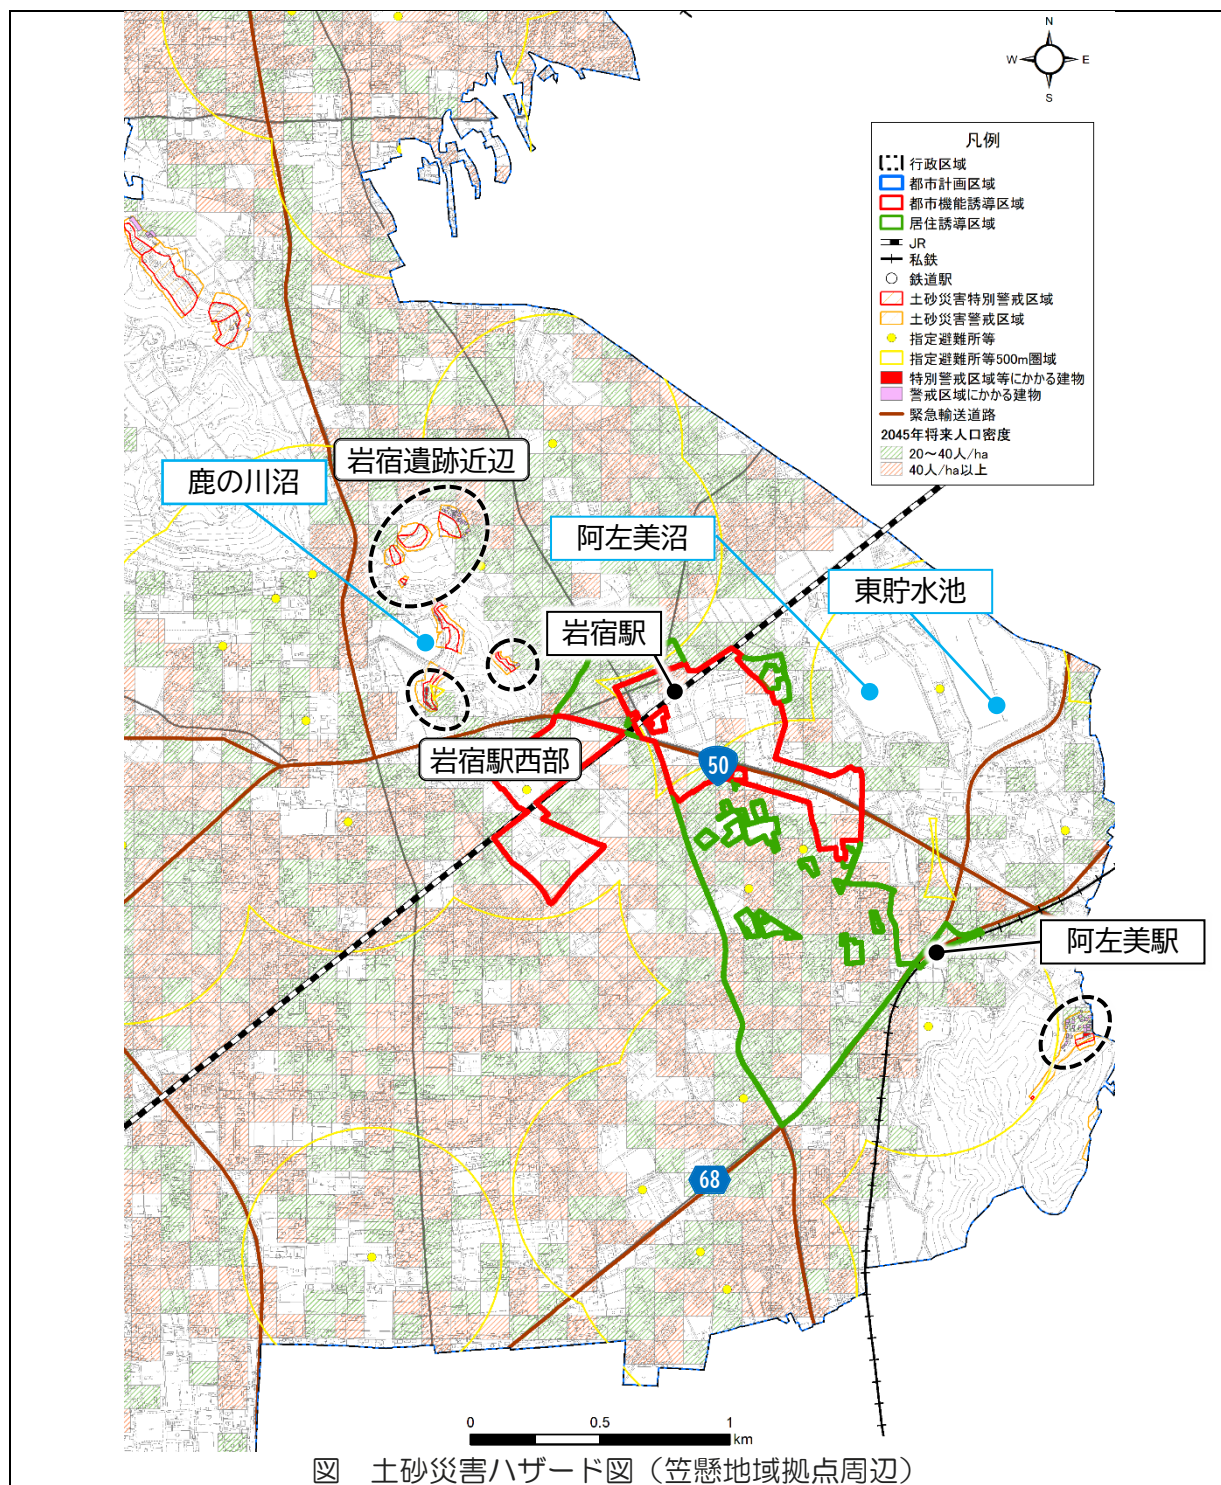 N
W
E
S
凡例
行政区域
都市計画区域
都市機能誘導区域
居住誘導区域
JR
私鉄
鉄道駅
土砂災害特別警戒区域
土砂災害警戒区域
指定避難所等
指定避難所等500m圏域
特別警戒区域等にかかる建物
警戒区域にかかる建物
緊急輸送道路
2045年将来人口密度
20～40人/ha
40人/ha以上
岩宿遺跡近辺
鹿の川沼
阿左美沼
東貯水池
岩宿駅
岩宿駅西部
50
阿左美駅
68
0 0.5 1
km
図 土砂災害ハザード図（笠懸地域拠点周辺）